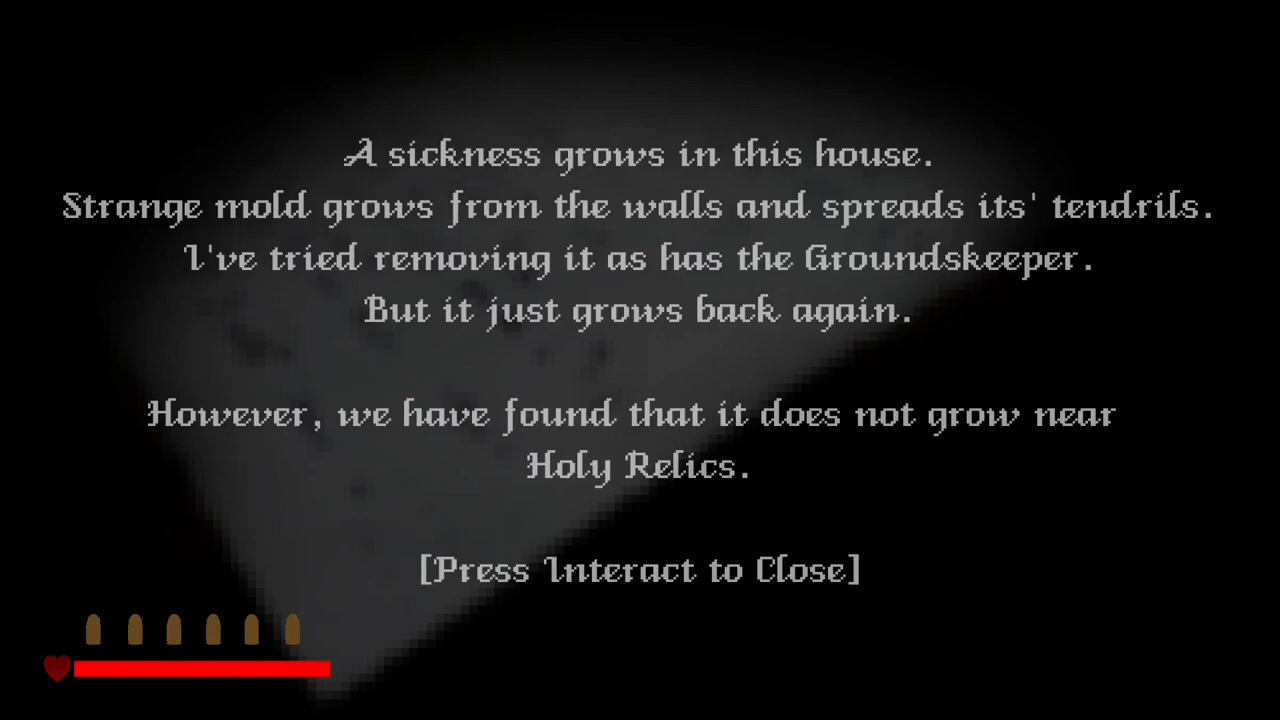 A sickness grows in this house.
Strange mold grows from the walls and spreads its' tendrils.
I've tried removing it as has the Groundskeeper.
But it just grows back again.
However, we have found that it does not grow near
Holy Relics.
[Press Interact to Close]